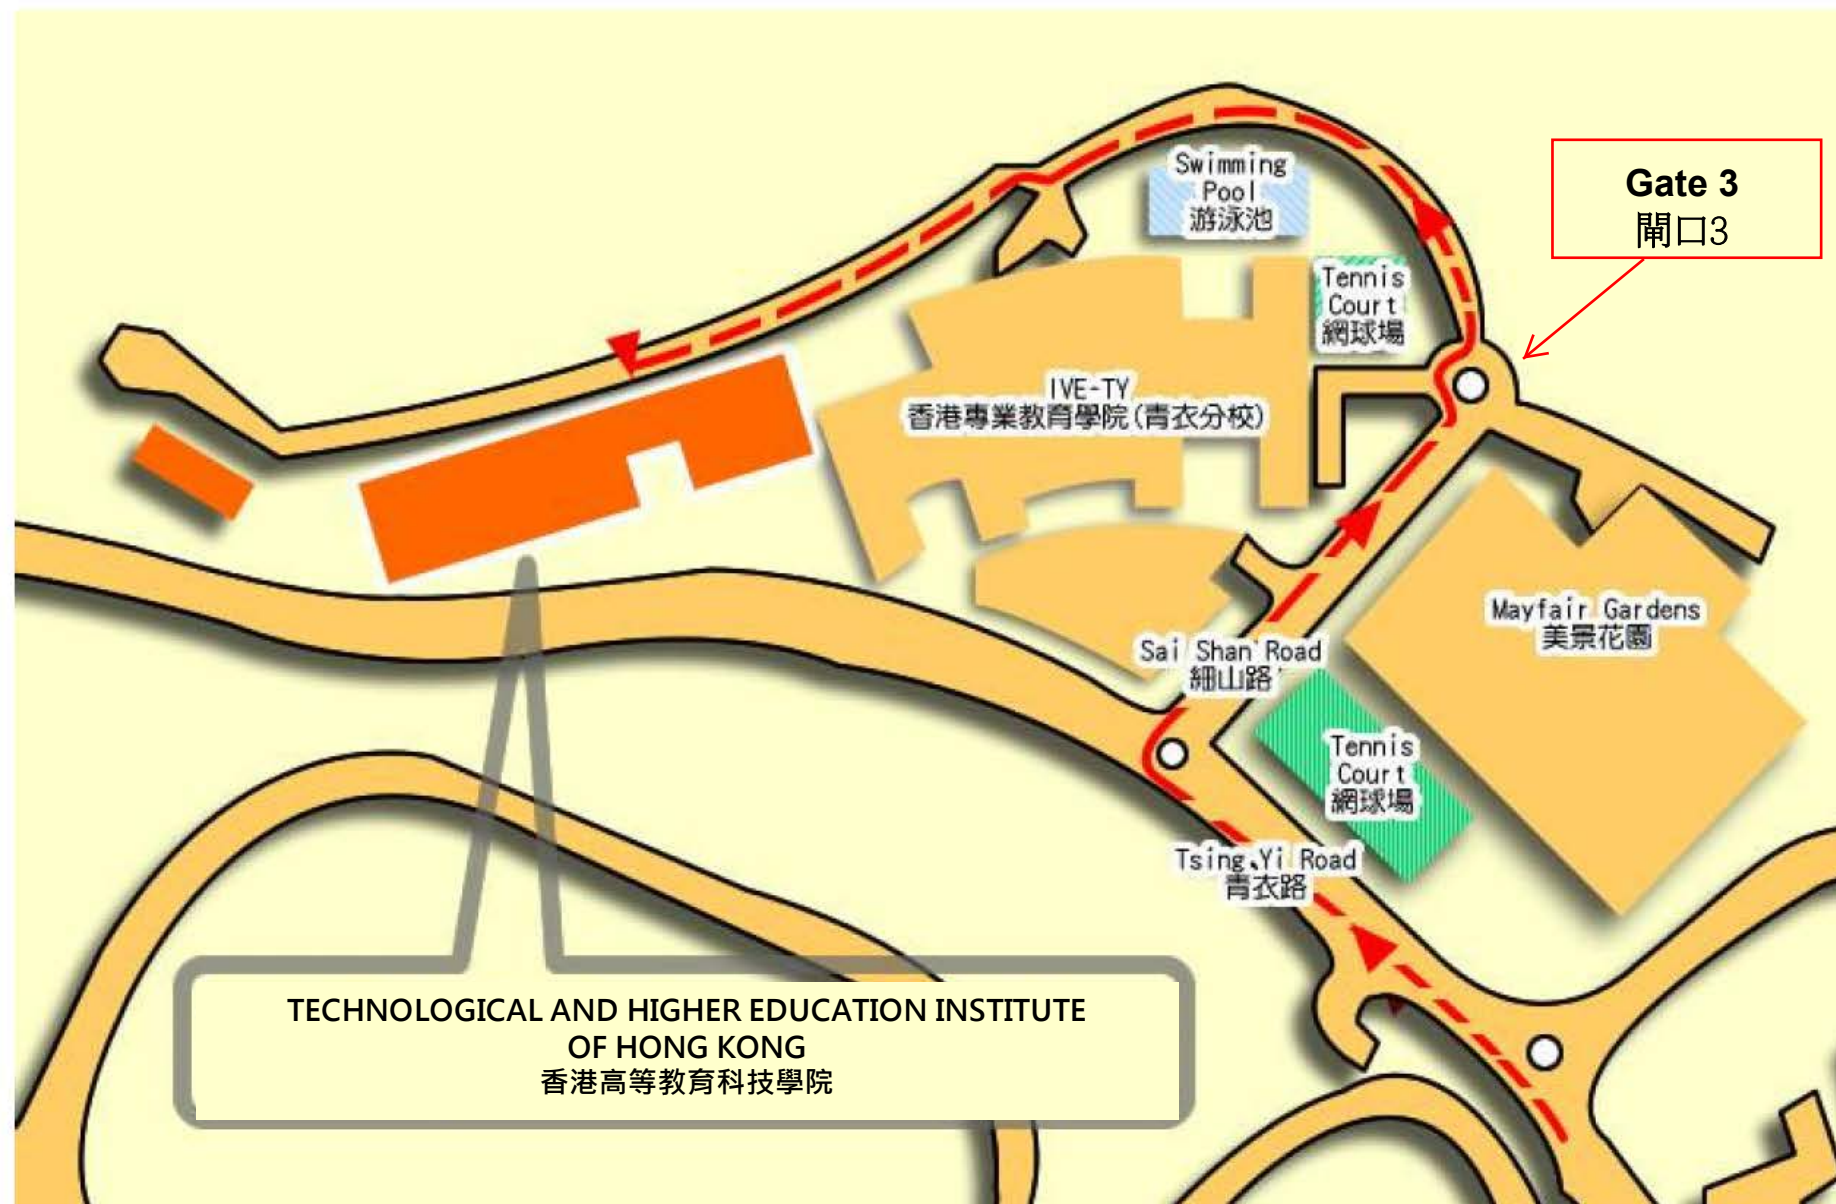 Swimming
Pool
游泳池
Gate 3
閘口3
Tennis
Court
網球場
IVE-TY
香港專業教育學院(青衣分校)
Mayfair Gardens
美景花園
Sai Shan Road
細山路
Tennis
Court
網球場
Tsing Yi Road
青衣路
TECHNOLOGICAL AND HIGHER EDUCATION INSTITUTE
OF HONG KONG
香港高等教育科技學院